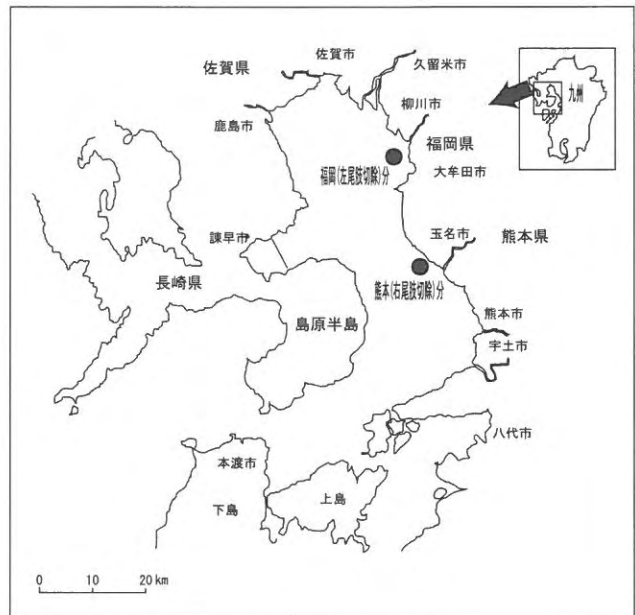 佐賀市
久留米市
佐賀県
九州
柳川市
鹿島市
福岡県
福岡(左尾肢切除)分
大牟田市
玉名市
熊本県
諫早市
熊本(右尾肢切除)分
長崎県
熊本市
島原半島
宇土市
八代市
本渡市
上島
下島
0 10 20 km